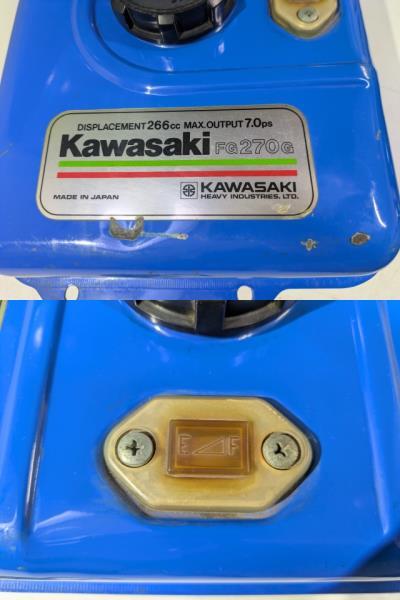 DISPLACEMENT 266cc MAX.OUTPUT 7.0ps
Kawasaki FG270G
MADE IN JAPAN
KAWASAKI
HEAVY INDUSTRIES, LTD.
E F